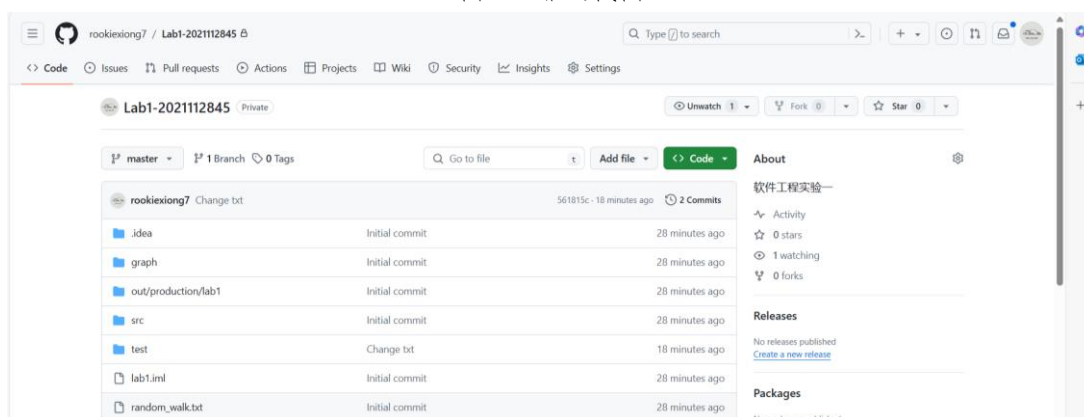 rookiexiong7 / Lab1-2021112845
Type / to search
<> Code Issues Pull requests Actions Projects Wiki Security Insights Settings
Lab1-2021112845 Private
Unwatch 1 Fork 0 Star 0
master 1 Branch 0 Tags
Go to file t Add file <> Code
rookiexiong7 Change txt 561815c · 18 minutes ago 2 Commits
.idea Initial commit 28 minutes ago
graph Initial commit 28 minutes ago
out/production/lab1 Initial commit 28 minutes ago
src Initial commit 28 minutes ago
test Change txt 18 minutes ago
lab1.iml Initial commit 28 minutes ago
random_walk.txt Initial commit 28 minutes ago
About
软件工程实验一
Activity
0 stars
1 watching
0 forks
Releases
No releases published
Create a new release
Packages